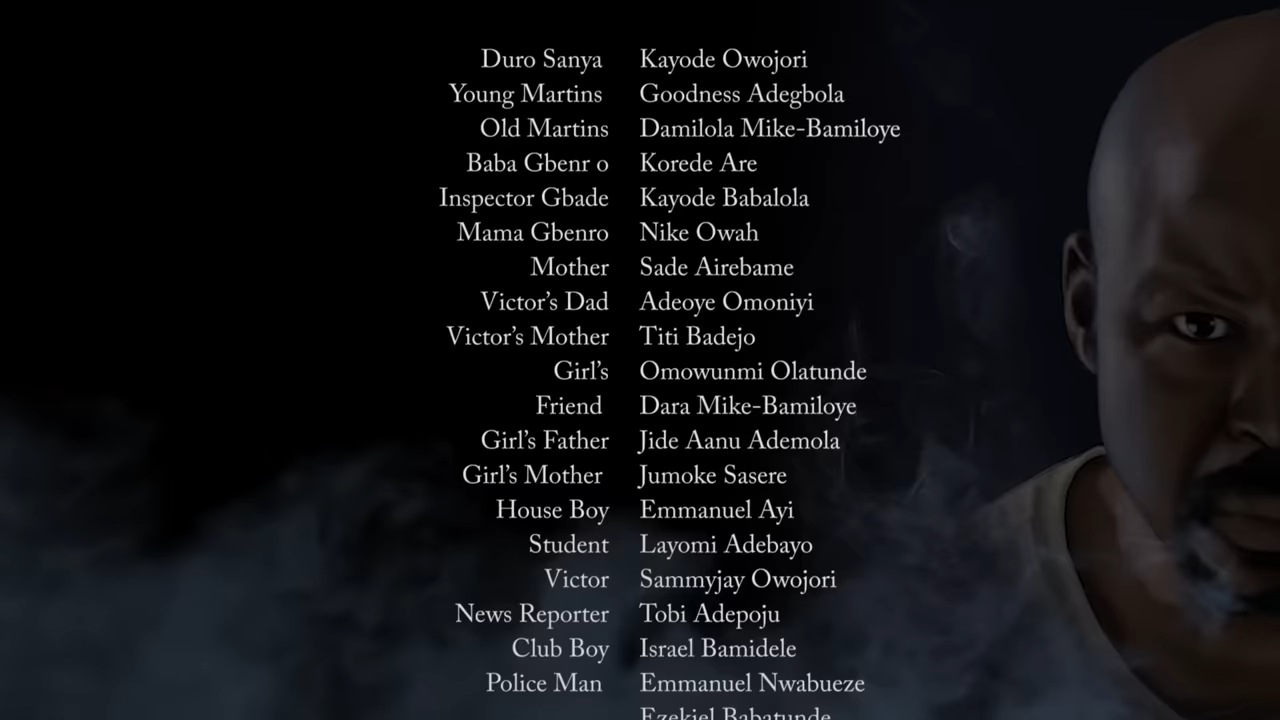 Duro Sanya Kayode Owojori
Young Martins Goodness Adegbola
Old Martins Damilola Mike-Bamiloye
Baba Gbenr o Korede Are
Inspector Gbade Kayode Babalola
Mama Gbenro Nike Owah
Mother Sade Airebame
Victor’s Dad Adeoye Omoniyi
Victor’s Mother Titi Badejo
Girl’s Omowunmi Olatunde
Friend Dara Mike-Bamiloye
Girl’s Father Jide Aanu Ademola
Girl’s Mother Jumoke Sasere
House Boy Emmanuel Ayi
Student Layomi Adebayo
Victor Sammyjay Owojori
News Reporter Tobi Adepoju
Club Boy Israel Bamidele
Police Man Emmanuel Nwabueze
Ezekiel Babatunde